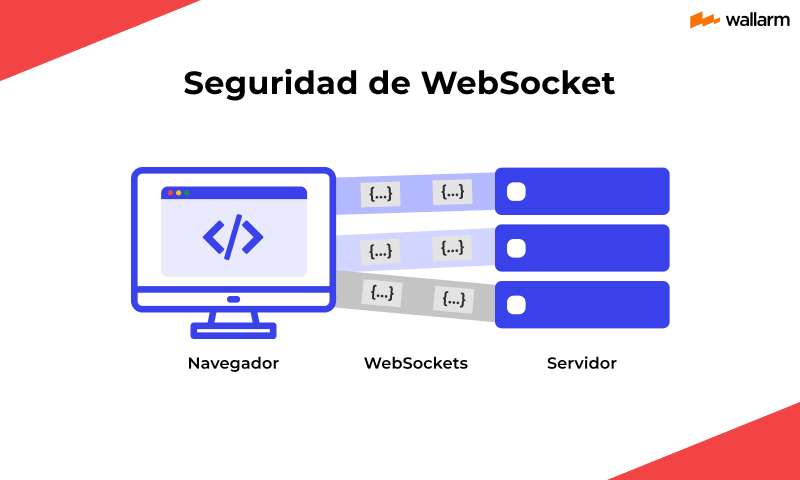 wallarm
Seguridad de WebSocket
{...} {...}
</>
{...} {...}
{...} {...}
Navegador WebSockets Servidor